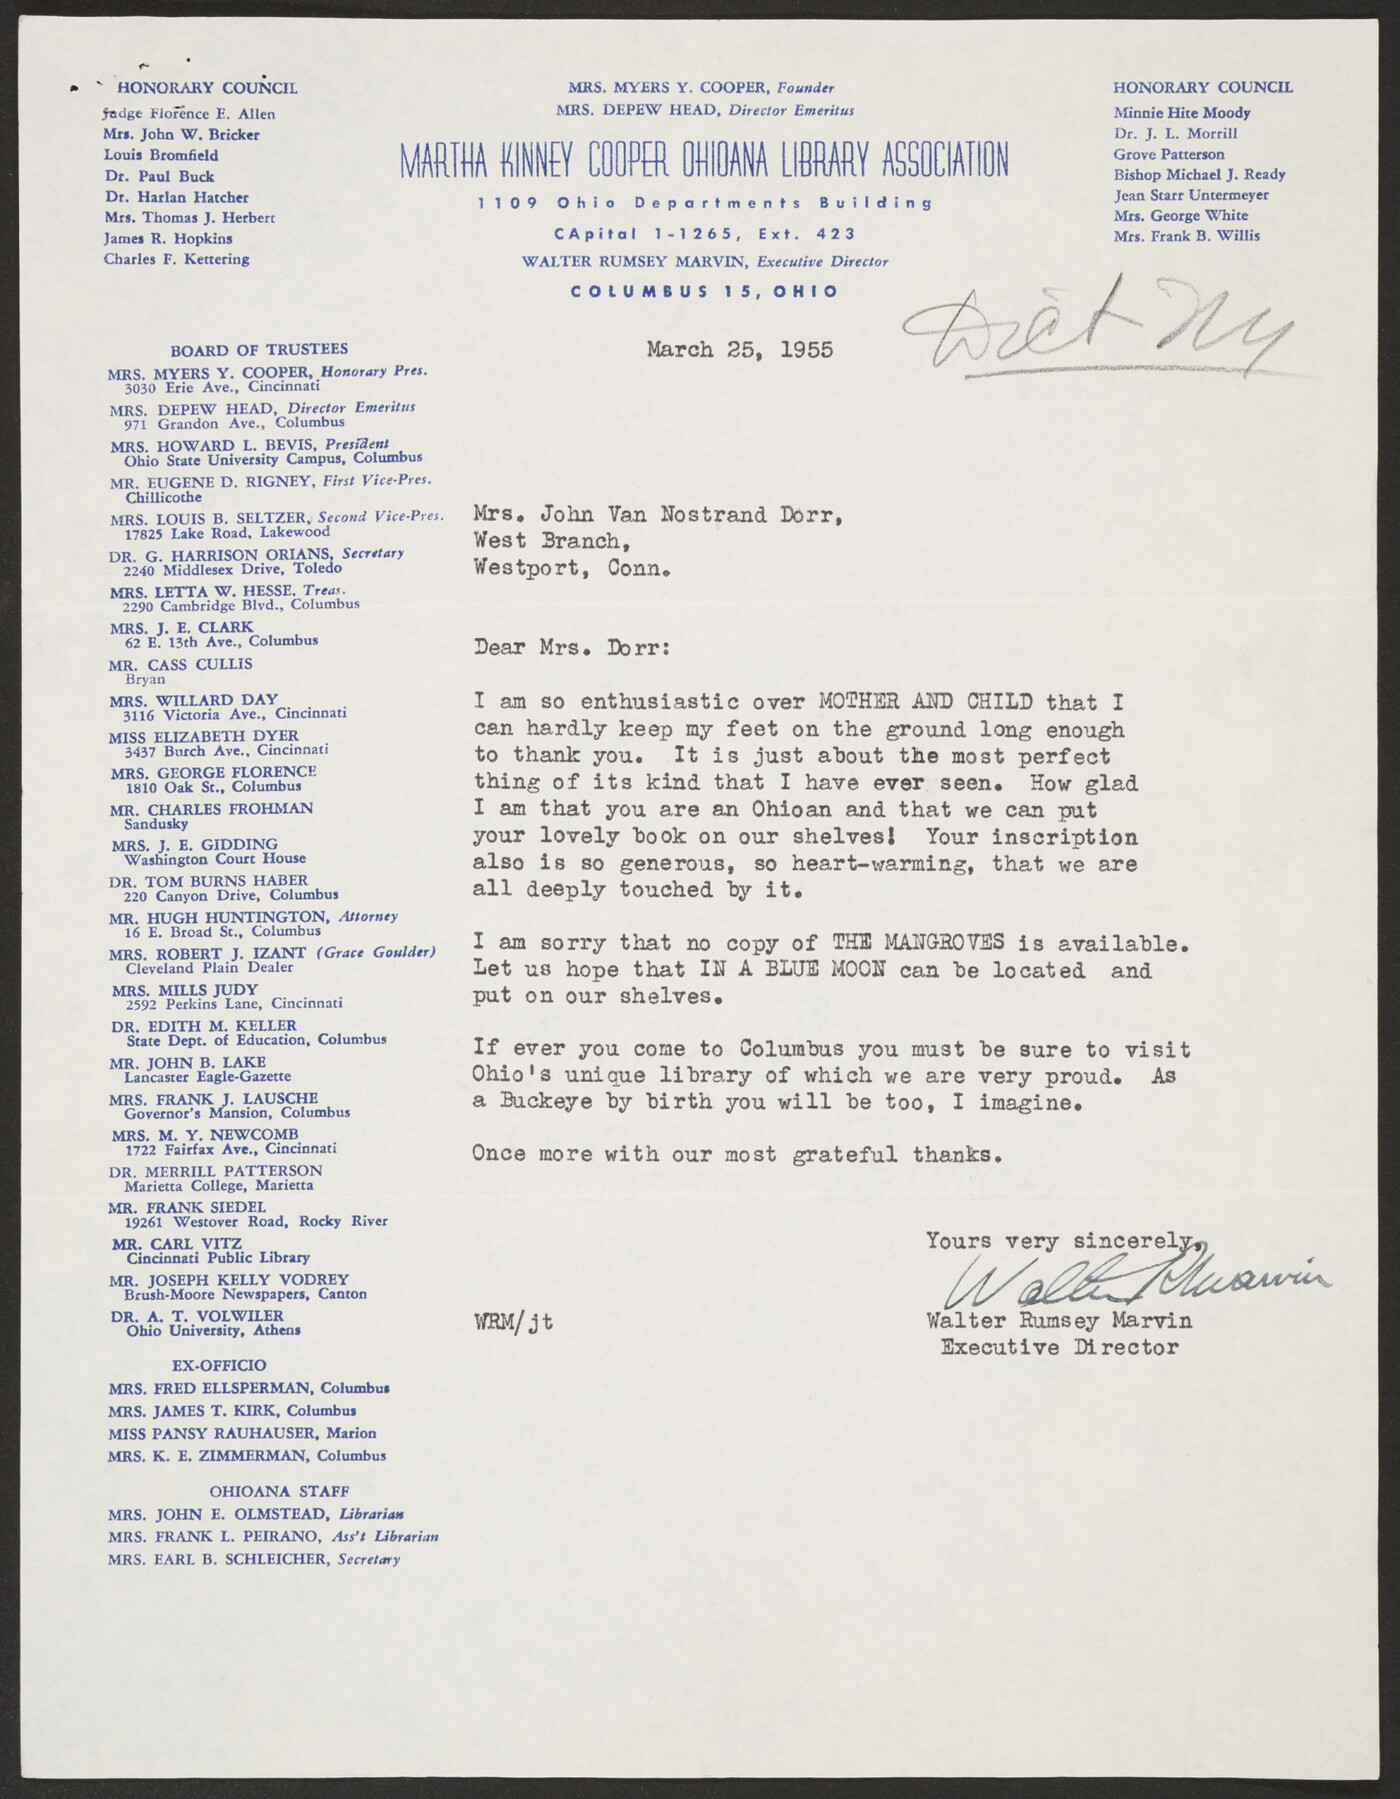 HONORARY COUNCIL
Judge Florence E. Allen
Mrs. John W. Bricker
Louis Bromfield
Dr. Paul Buck
Dr. Harlan Hatcher
Mrs. Thomas J. Herbert
James R. Hopkins
Charles F. Kettering
MRS. MYERS Y. COOPER, Founder
MRS. DEPEW HEAD, Director Emeritus
MARTHA KINNEY COOPER OHIOANA LIBRARY ASSOCIATION
1109 Ohio Departments Building
CApital 1-1265, Ext. 423
WALTER RUMSEY MARVIN, Executive Director
COLUMBUS 15, OHIO
HONORARY COUNCIL
Minnie Hite Moody
Dr. J. L. Morrill
Grove Patterson
Bishop Michael J. Ready
Jean Starr Untermeyer
Mrs. George White
Mrs. Frank B. Willis
BOARD OF TRUSTEES
MRS. MYERS Y. COOPER, Honorary Pres.
3030 Erie Ave., Cincinnati
MRS. DEPEW HEAD, Director Emeritus
971 Grandon Ave., Columbus
MRS. HOWARD L. BEVIS, President
Ohio State University Campus, Columbus
MR. EUGENE D. RIGNEY, First Vice-Pres.
Chillicothe
MRS. LOUIS B. SELTZER, Second Vice-Pres.
17825 Lake Road, Lakewood
DR. G. HARRISON ORIANS, Secretary
2240 Middlesex Drive, Toledo
MRS. LETTA W. HESSE, Treas.
2290 Cambridge Blvd., Columbus
MRS. J. E. CLARK
62 E. 13th Ave., Columbus
MR. CASS CULLIS
Bryan
MRS. WILLARD DAY
3116 Victoria Ave., Cincinnati
MISS ELIZABETH DYER
3437 Burch Ave., Cincinnati
MRS. GEORGE FLORENCE
1810 Oak St., Columbus
MR. CHARLES FROHMAN
Sandusky
MRS. J. E. GIDDING
Washington Court House
DR. TOM BURNS HABER
220 Canyon Drive, Columbus
MR. HUGH HUNTINGTON, Attorney
16 E. Broad St., Columbus
MRS. ROBERT J. IZANT (Grace Goulder)
Cleveland Plain Dealer
MRS. MILLS JUDY
2592 Perkins Lane, Cincinnati
DR. EDITH M. KELLER
State Dept. of Education, Columbus
MR. JOHN B. LAKE
Lancaster Eagle-Gazette
MRS. FRANK J. LAUSCHE
Governor's Mansion, Columbus
MRS. M. Y. NEWCOMB
1722 Fairfax Ave., Cincinnati
DR. MERRILL PATTERSON
Marietta College, Marietta
MR. FRANK SIEDEL
19261 Westover Road, Rocky River
MR. CARL VITZ
Cincinnati Public Library
MR. JOSEPH KELLY VODREY
Brush-Moore Newspapers, Canton
DR. A. T. VOLWILER
Ohio University, Athens
EX-OFFICIO
MRS. FRED ELLSPERMAN, Columbus
MRS. JAMES T. KIRK, Columbus
MISS PANSY RAUHAUSER, Marion
MRS. K. E. ZIMMERMAN, Columbus
OHIOANA STAFF
MRS. JOHN E. OLMSTEAD, Librarian
MRS. FRANK L. PEIRANO, Ass't Librarian
MRS. EARL B. SCHLEICHER, Secretary
March 25, 1955
Mrs. John Van Nostrand Dorr,
West Branch,
Westport, Conn.
Dear Mrs. Dorr:
I am so enthusiastic over MOTHER AND CHILD that I
can hardly keep my feet on the ground long enough
to thank you. It is just about the most perfect
thing of its kind that I have ever seen. How glad
I am that you are an Ohioan and that we can put
your lovely book on our shelves! Your inscription
also is so generous, so heart-warming, that we are
all deeply touched by it.
I am sorry that no copy of THE MANGROVES is available.
Let us hope that IN A BLUE MOON can be located and
put on our shelves.
If ever you come to Columbus you must be sure to visit
Ohio's unique library of which we are very proud. As
a Buckeye by birth you will be too, I imagine.
Once more with our most grateful thanks.
Yours very sincerely,
Walter R Marvin
Walter Rumsey Marvin
Executive Director
WRM/jt